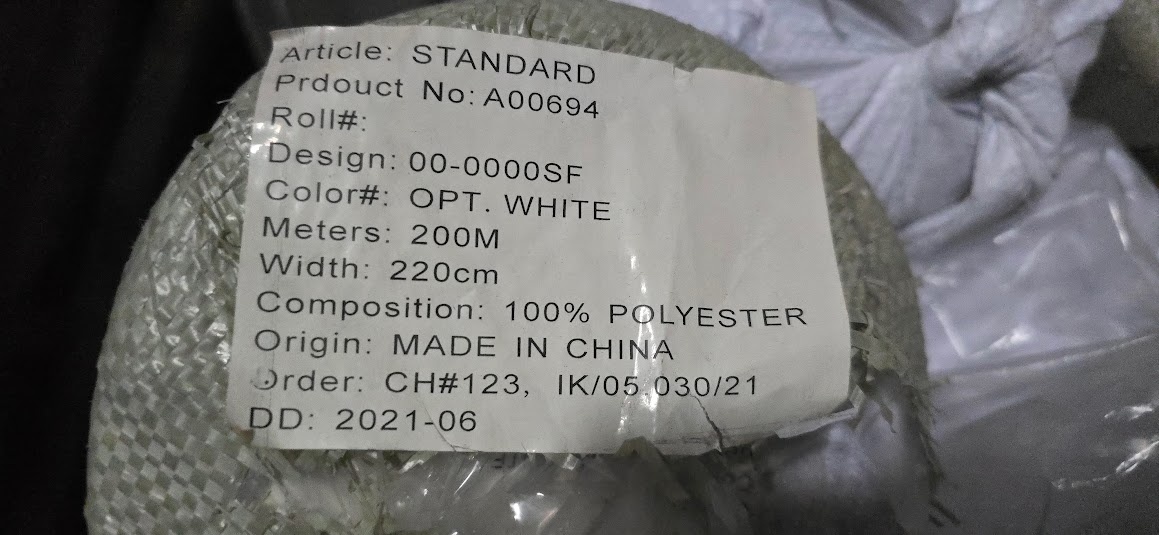 Article: STANDARD
Prdouct No: A00694
Roll#:
Design: 00-0000SF
Color#: OPT. WHITE
Meters: 200M
Width: 220cm
Composition: 100% POLYESTER
Origin: MADE IN CHINA
Order: CH#123, IK/05 030/21
DD: 2021-06